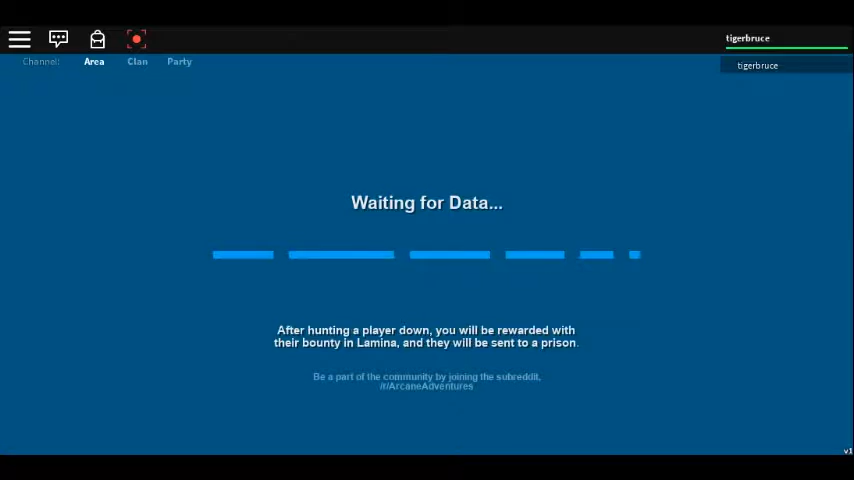 tigerbruce
Channel: Area Clan Party
tigerbruce
Waiting for Data...
After hunting a player down, you will be rewarded with
their bounty in Lamina, and they will be sent to a prison.
Be a part of the community by joining the subreddit,
/r/ArcaneAdventures
v1